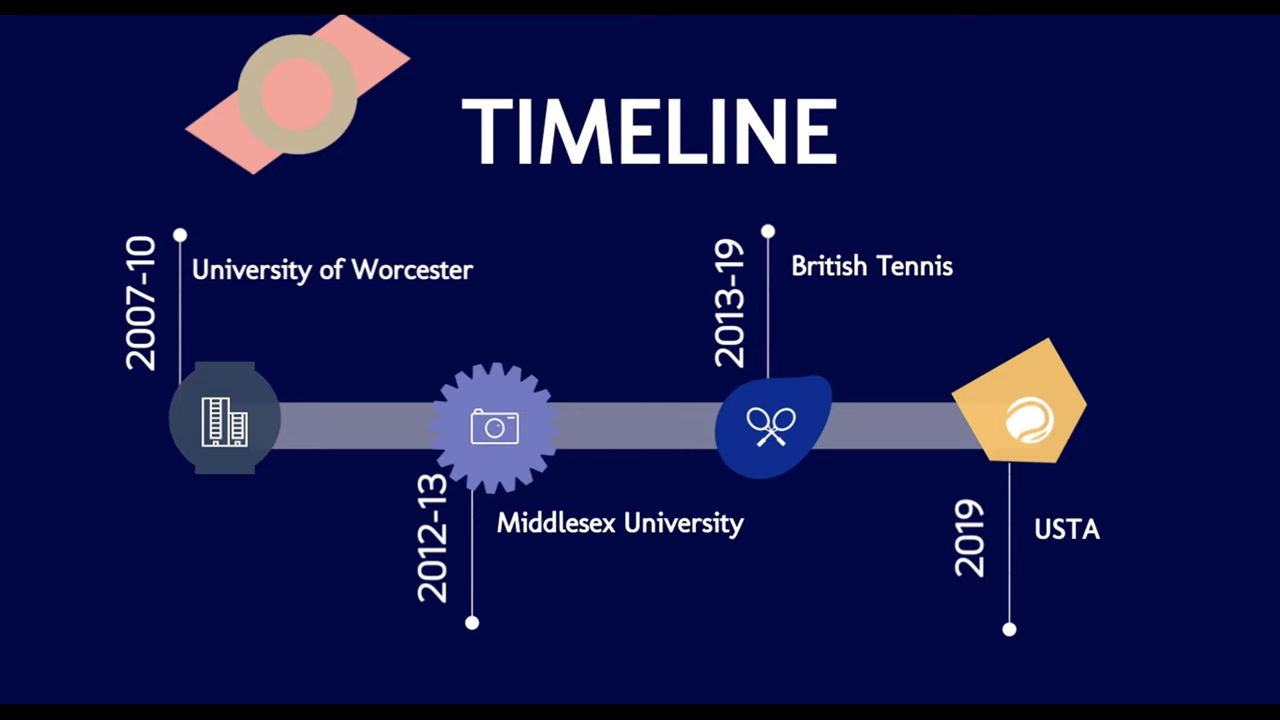 TIMELINE
2007-10
University of Worcester
2012-13
Middlesex University
2013-19
British Tennis
2019
USTA